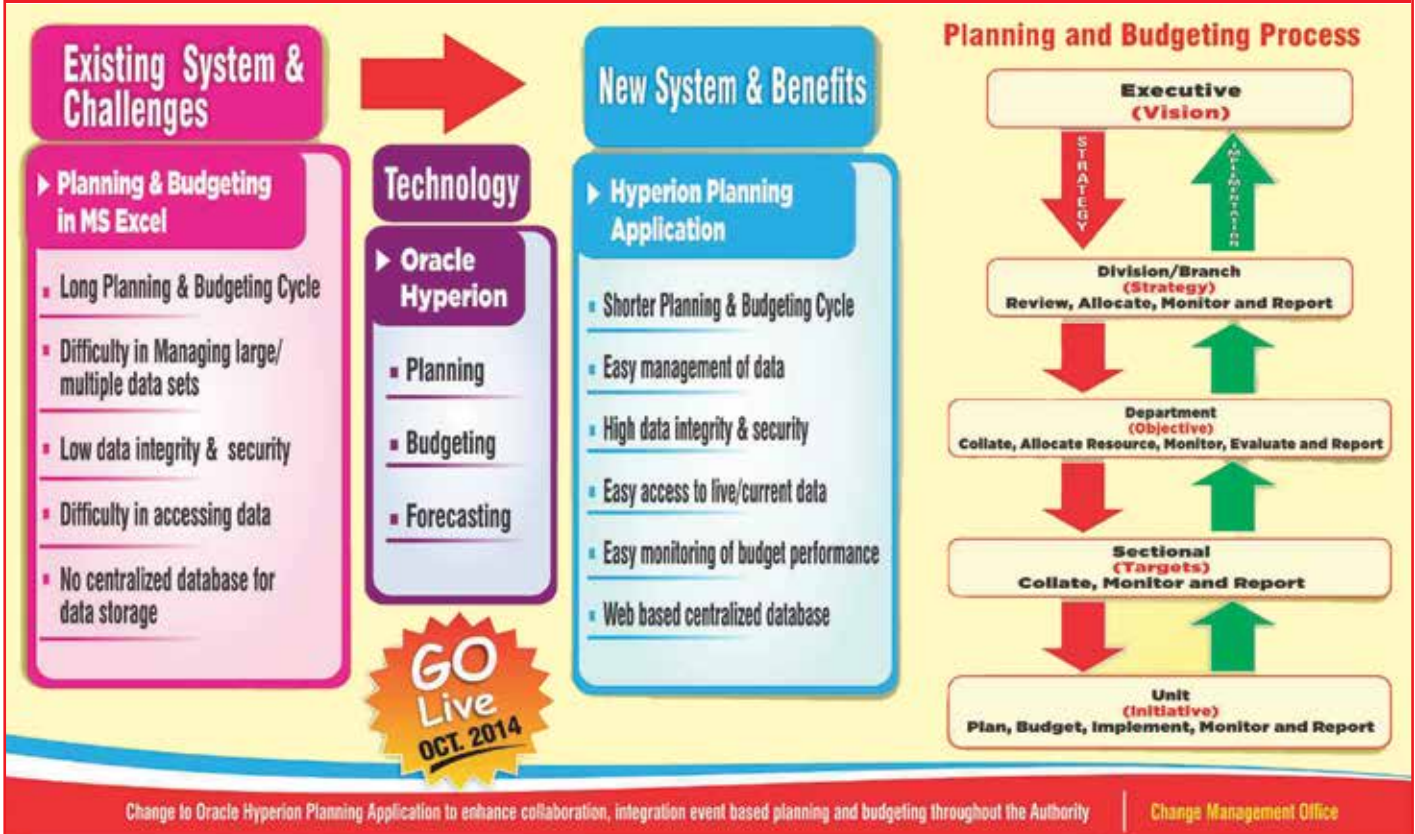 Existing System &
Challenges
▶ Planning & Budgeting
in MS Excel
▪ Long Planning & Budgeting Cycle
▪ Difficulty in Managing large/
multiple data sets
▪ Low data integrity & security
▪ Difficulty in accessing data
▪ No centralized database for
data storage
Technology
▶ Oracle
Hyperion
▪ Planning
▪ Budgeting
▪ Forecasting
GO
Live
OCT. 2014
New System & Benefits
▶ Hyperion Planning
Application
▪ Shorter Planning & Budgeting Cycle
▪ Easy management of data
▪ High data integrity & security
▪ Easy access to live/current data
▪ Easy monitoring of budget performance
▪ Web based centralized database
Planning and Budgeting Process
Executive
(Vision)
STRATEGY
Division/Branch
(Strategy)
Review, Allocate, Monitor and Report
Department
(Objective)
Collate, Allocate Resource, Monitor, Evaluate and Report
Sectional
(Targets)
Collate, Monitor and Report
Unit
(Initiative)
Plan, Budget, Implement, Monitor and Report
Change to Oracle Hyperion Planning Application to enhance collaboration, integration event based planning and budgeting throughout the Authority
Change Management Office